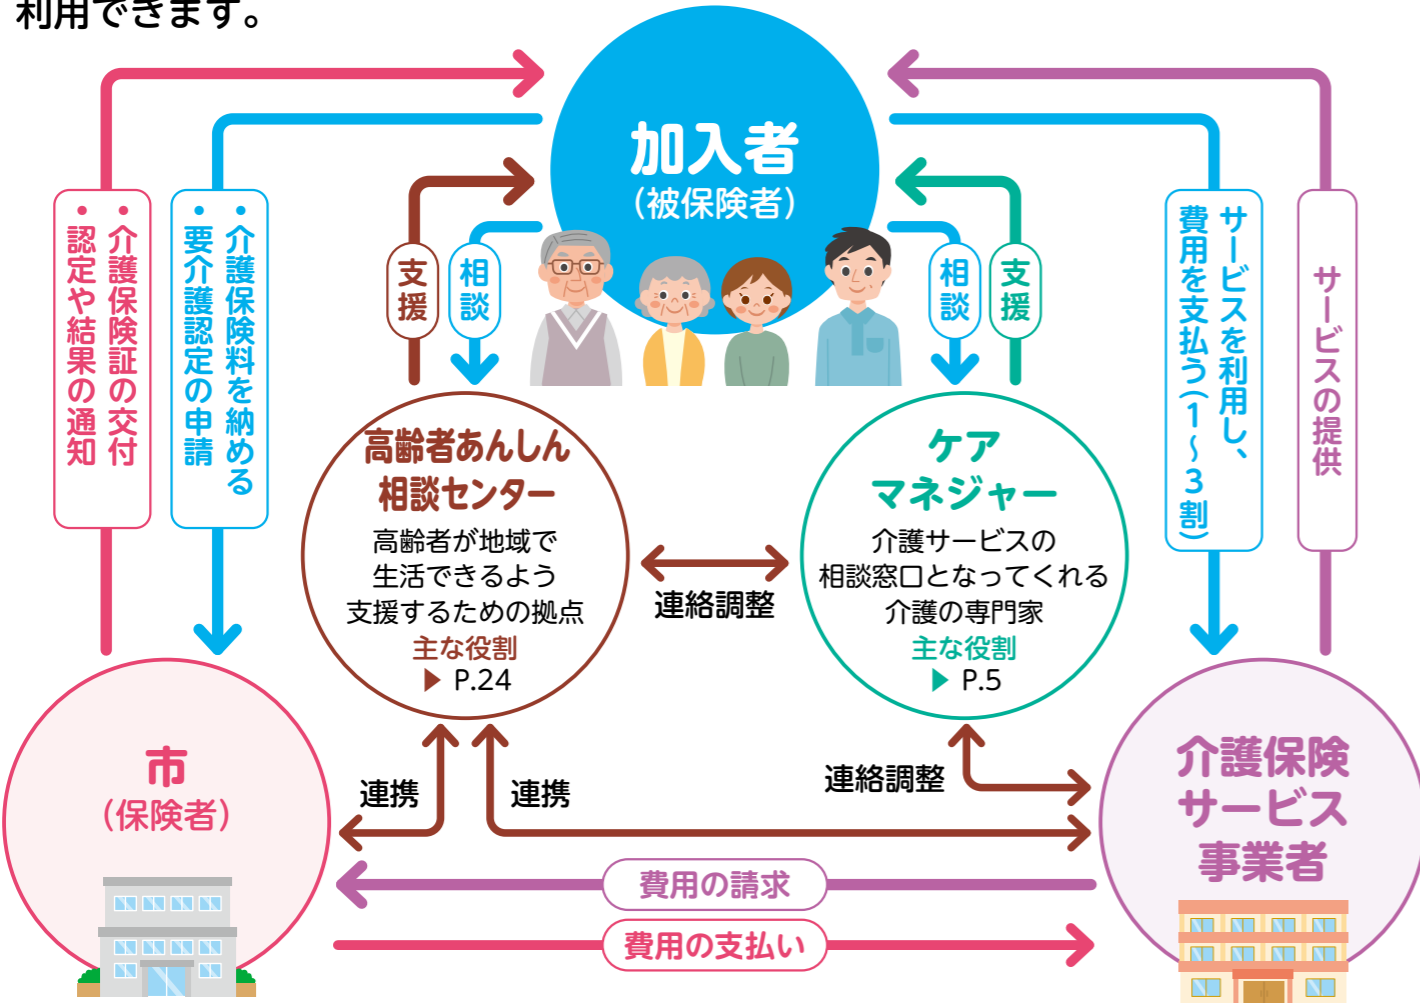 利用できます。
加入者
（被保険者）
• 介護保険証の交付
• 認定や結果の通知
• 介護保険料を納める
• 要介護認定の申請
支援
相談
相談
支援
サービスを利用し、
費用を支払う（1～3割）
サービスの提供
高齢者あんしん
相談センター
高齢者が地域で
生活できるよう
支援するための拠点
主な役割
▶ P.24
ケア
マネジャー
介護サービスの
相談窓口となってくれる
介護の専門家
主な役割
▶ P.5
連絡調整
市
（保険者）
連携
連携
連絡調整
介護保険
サービス
事業者
費用の請求
費用の支払い